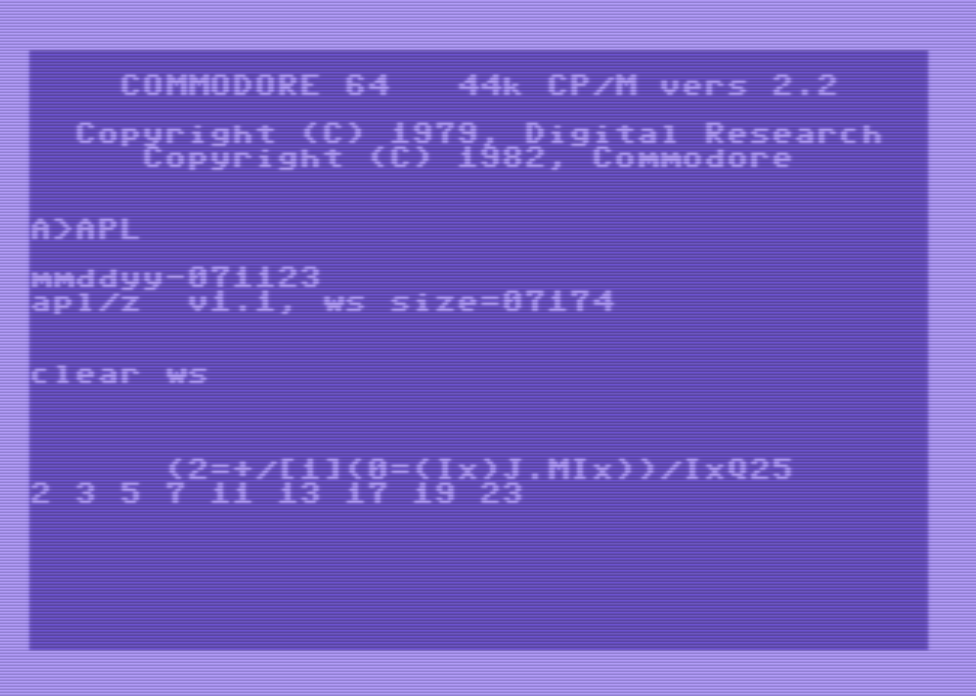 COMMODORE 64 44k CP/M vers 2.2
Copyright (C) 1979, Digital Research
Copyright (C) 1982, Commodore
A>APL
mmddyy-071123
apl/z v1.1, ws size=07174
clear ws
(2=+/[1](0=(Ix)J.MIx))/IxQ25
2 3 5 7 11 13 17 19 23